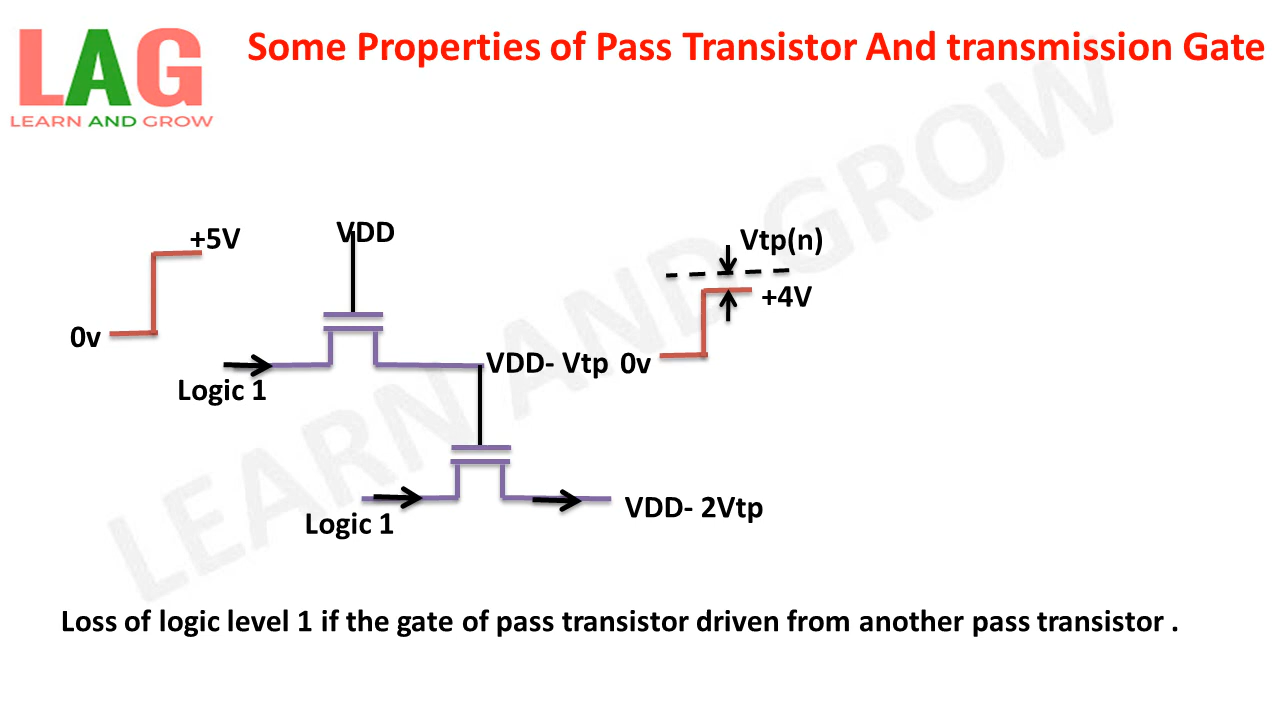 LAG
LEARN AND GROW
Some Properties of Pass Transistor And transmission Gate
+5V
VDD
Vtp(n)
+4V
0v
VDD- Vtp
0v
Logic 1
VDD- 2Vtp
Logic 1
LEARN AND GROW
Loss of logic level 1 if the gate of pass transistor driven from another pass transistor .